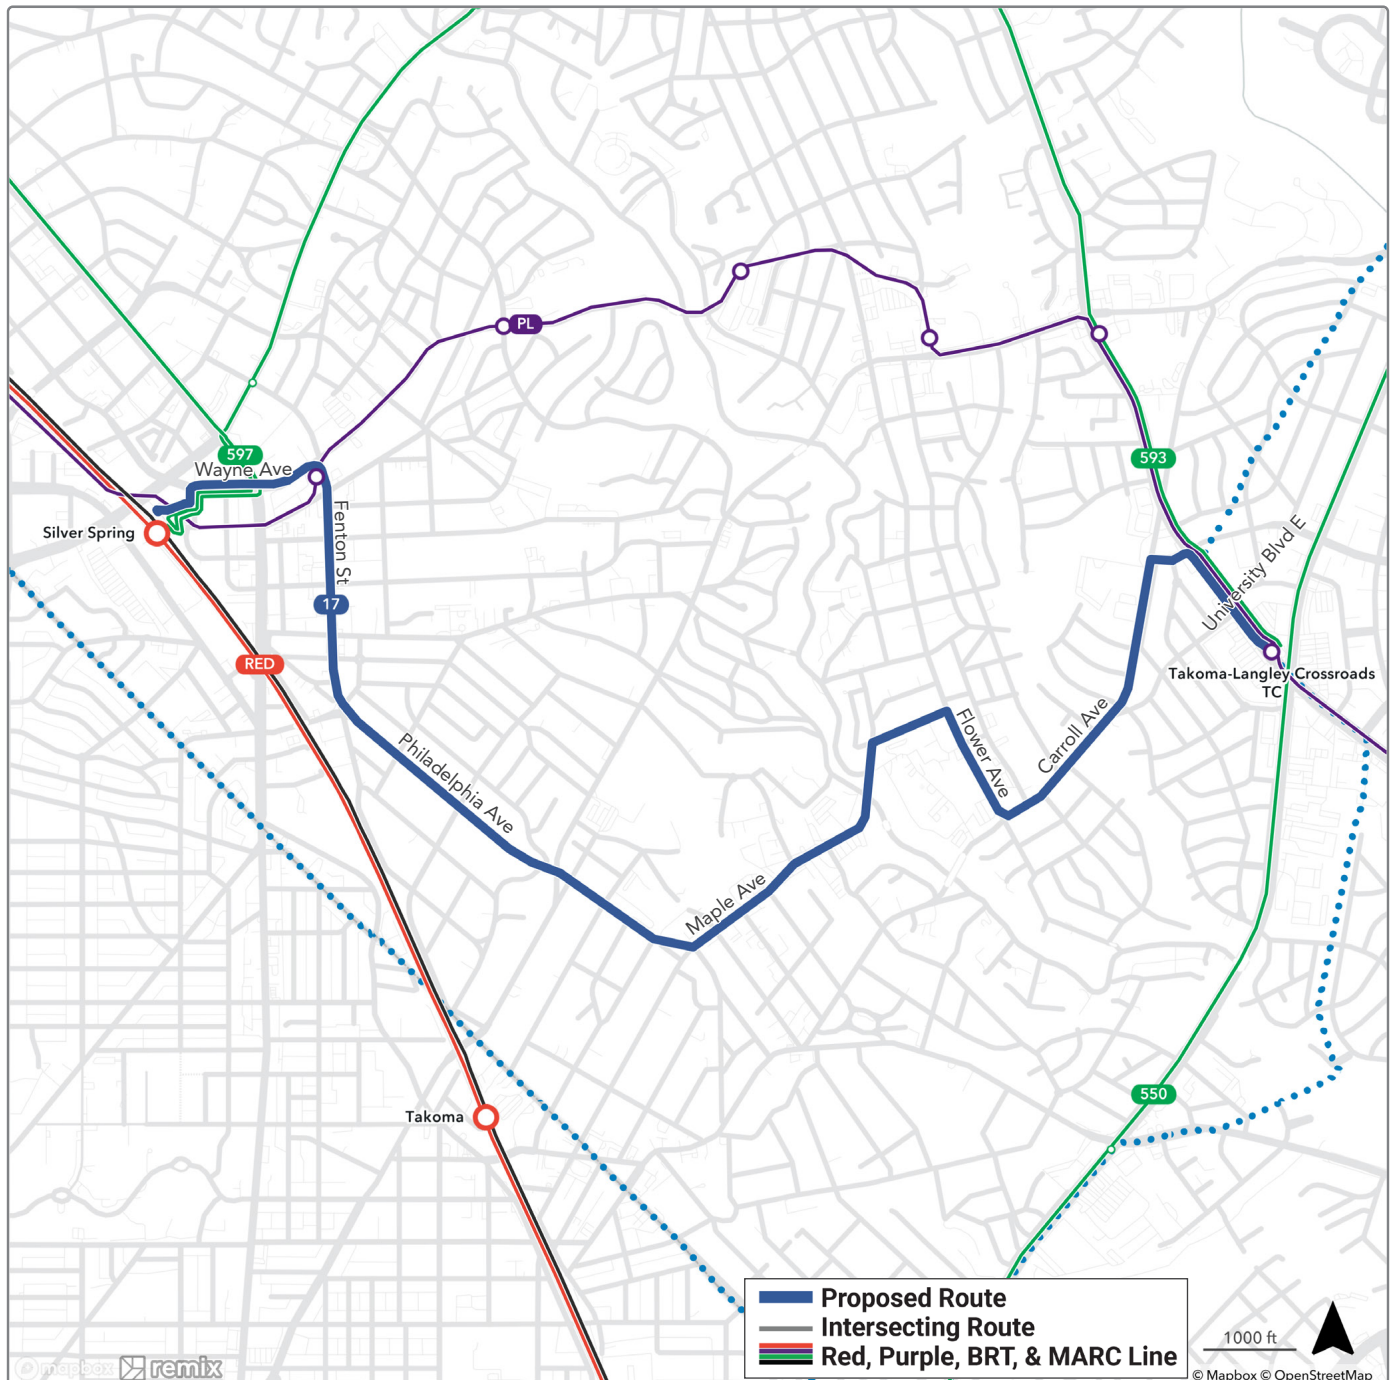 PL
597
Wayne Ave
593
Silver Spring
Fenton St
University Blvd E
17
RED
Takoma-Langley Crossroads
TC
Philadelphia Ave
Flower Ave
Carroll Ave
Maple Ave
550
Takoma
Proposed Route
Intersecting Route
Red, Purple, BRT, & MARC Line
1000 ft
mapbox remix
© Mapbox © OpenStreetMap